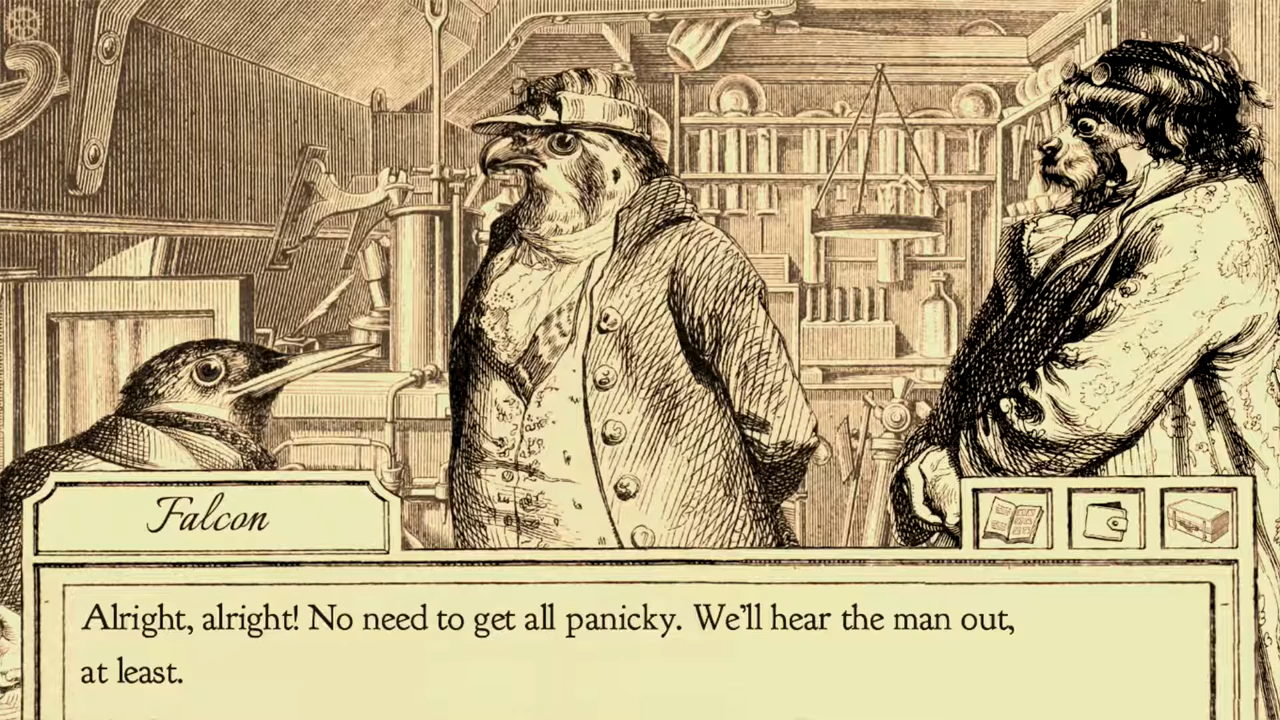 Falcon
Alright, alright! No need to get all panicky. We'll hear the man out,
at least.